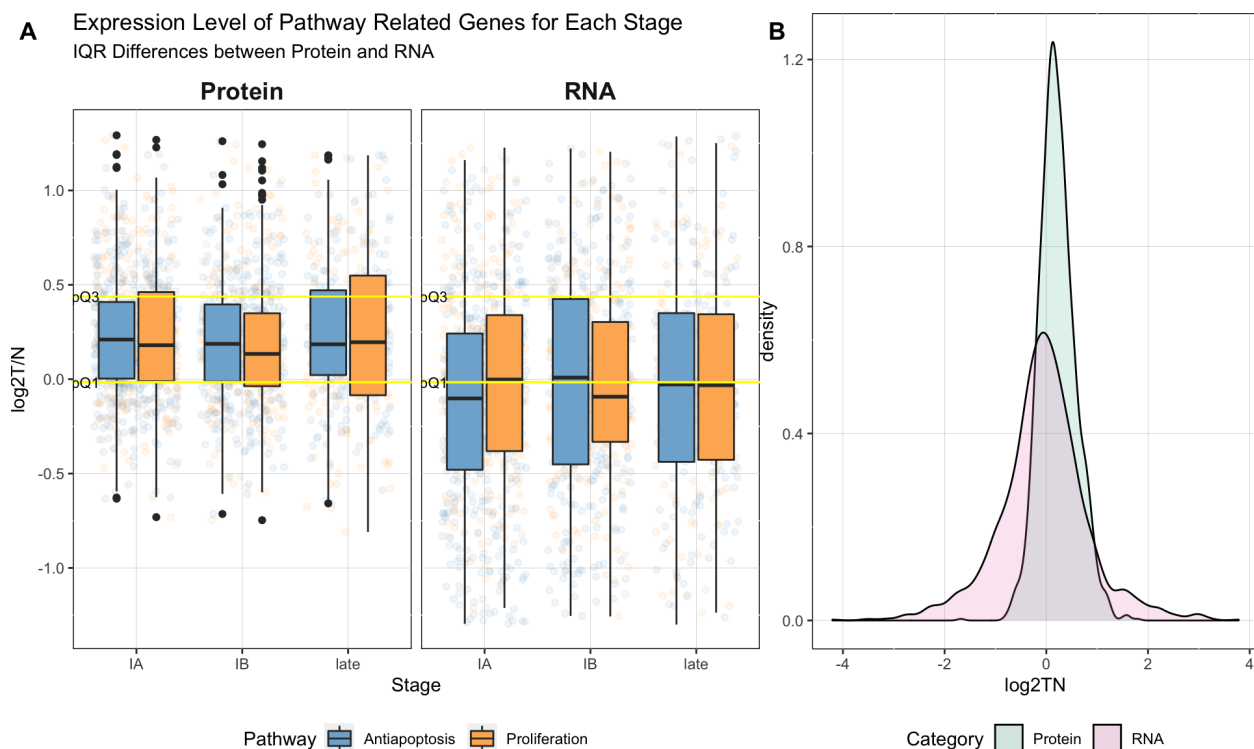 A
Expression Level of Pathway Related Genes for Each Stage
IQR Differences between Protein and RNA
Protein
RNA
log2T/N
1.0
0.5
0.0
-0.5
-1.0
pQ3
pQ1
pQ3
pQ1
IA
IB
late
IA
IB
late
Stage
Pathway
Antiapoptosis
Proliferation
B
density
1.2
0.8
0.4
0.0
-4
-2
0
2
4
log2TN
Category
Protein
RNA